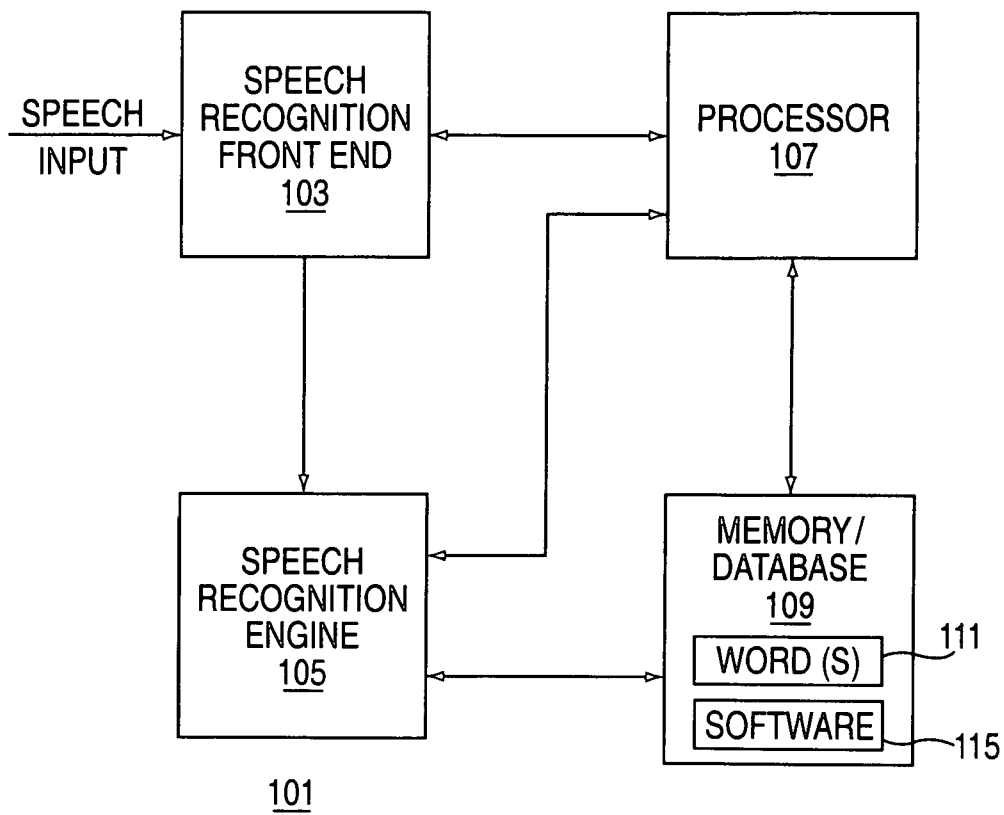 SPEECH
INPUT
SPEECH
RECOGNITION
FRONT END
103
PROCESSOR
107
SPEECH
RECOGNITION
ENGINE
105
MEMORY/
DATABASE
109
WORD (S)
111
SOFTWARE
115
101